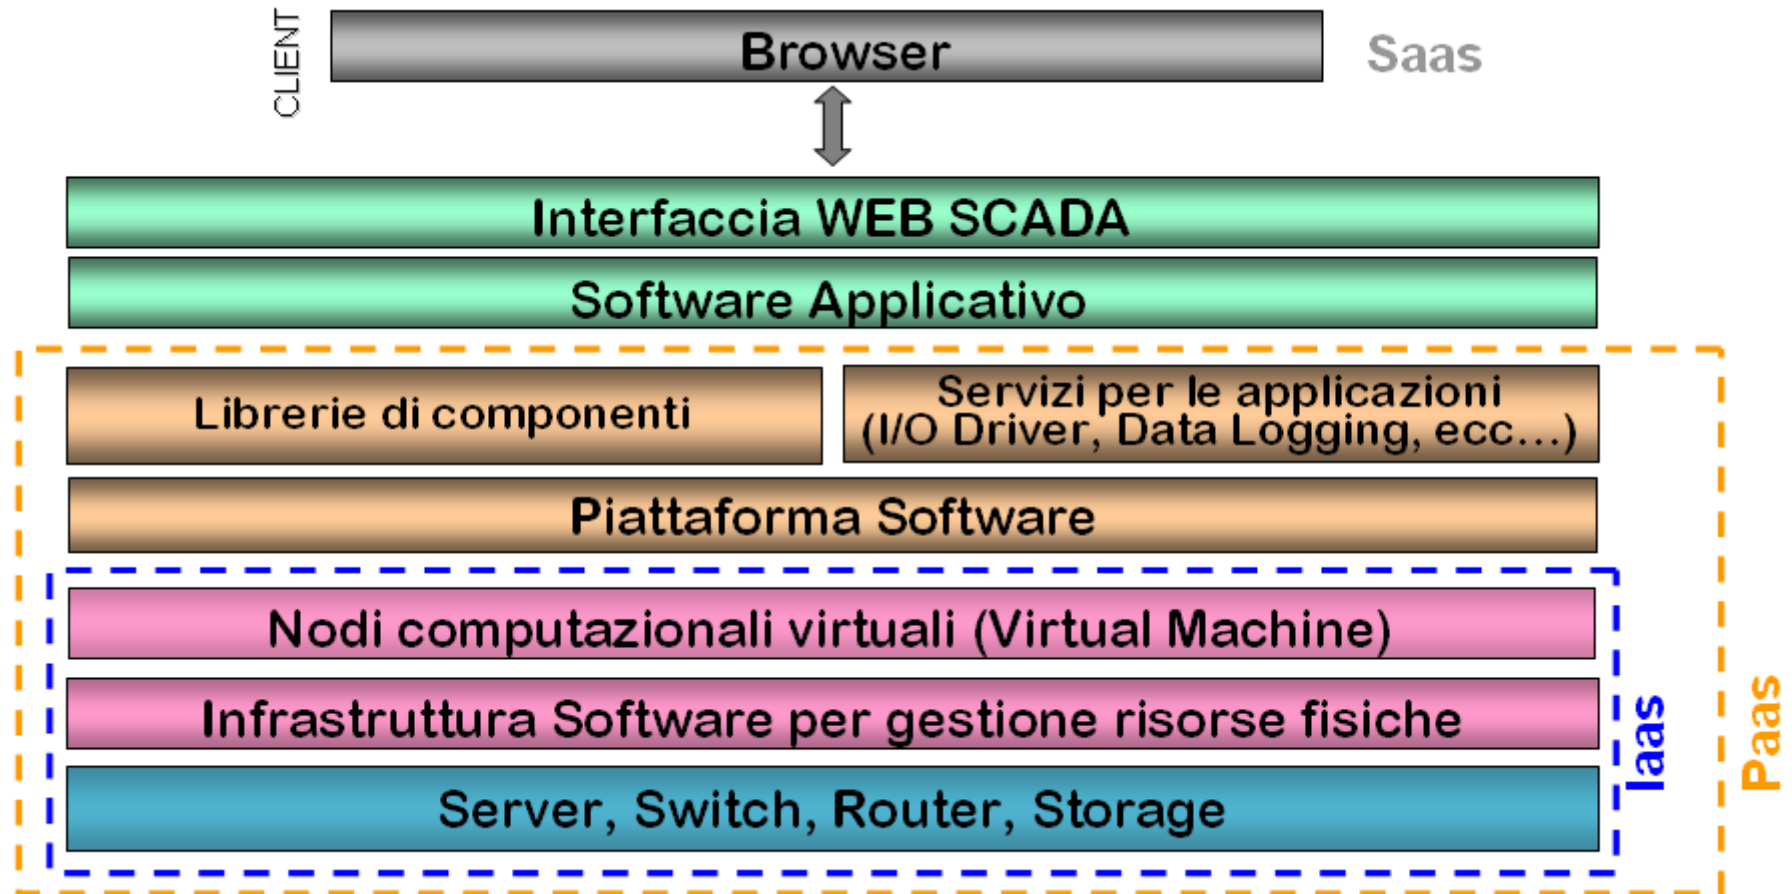 CLIENT
Browser
Saas
Interfaccia WEB SCADA
Software Applicativo
Librerie di componenti
Servizi per le applicazioni
(I/O Driver, Data Logging, ecc...)
Piattaforma Software
Nodi computazionali virtuali (Virtual Machine)
Infrastruttura Software per gestione risorse fisiche
Server, Switch, Router, Storage
Iaas
Paas